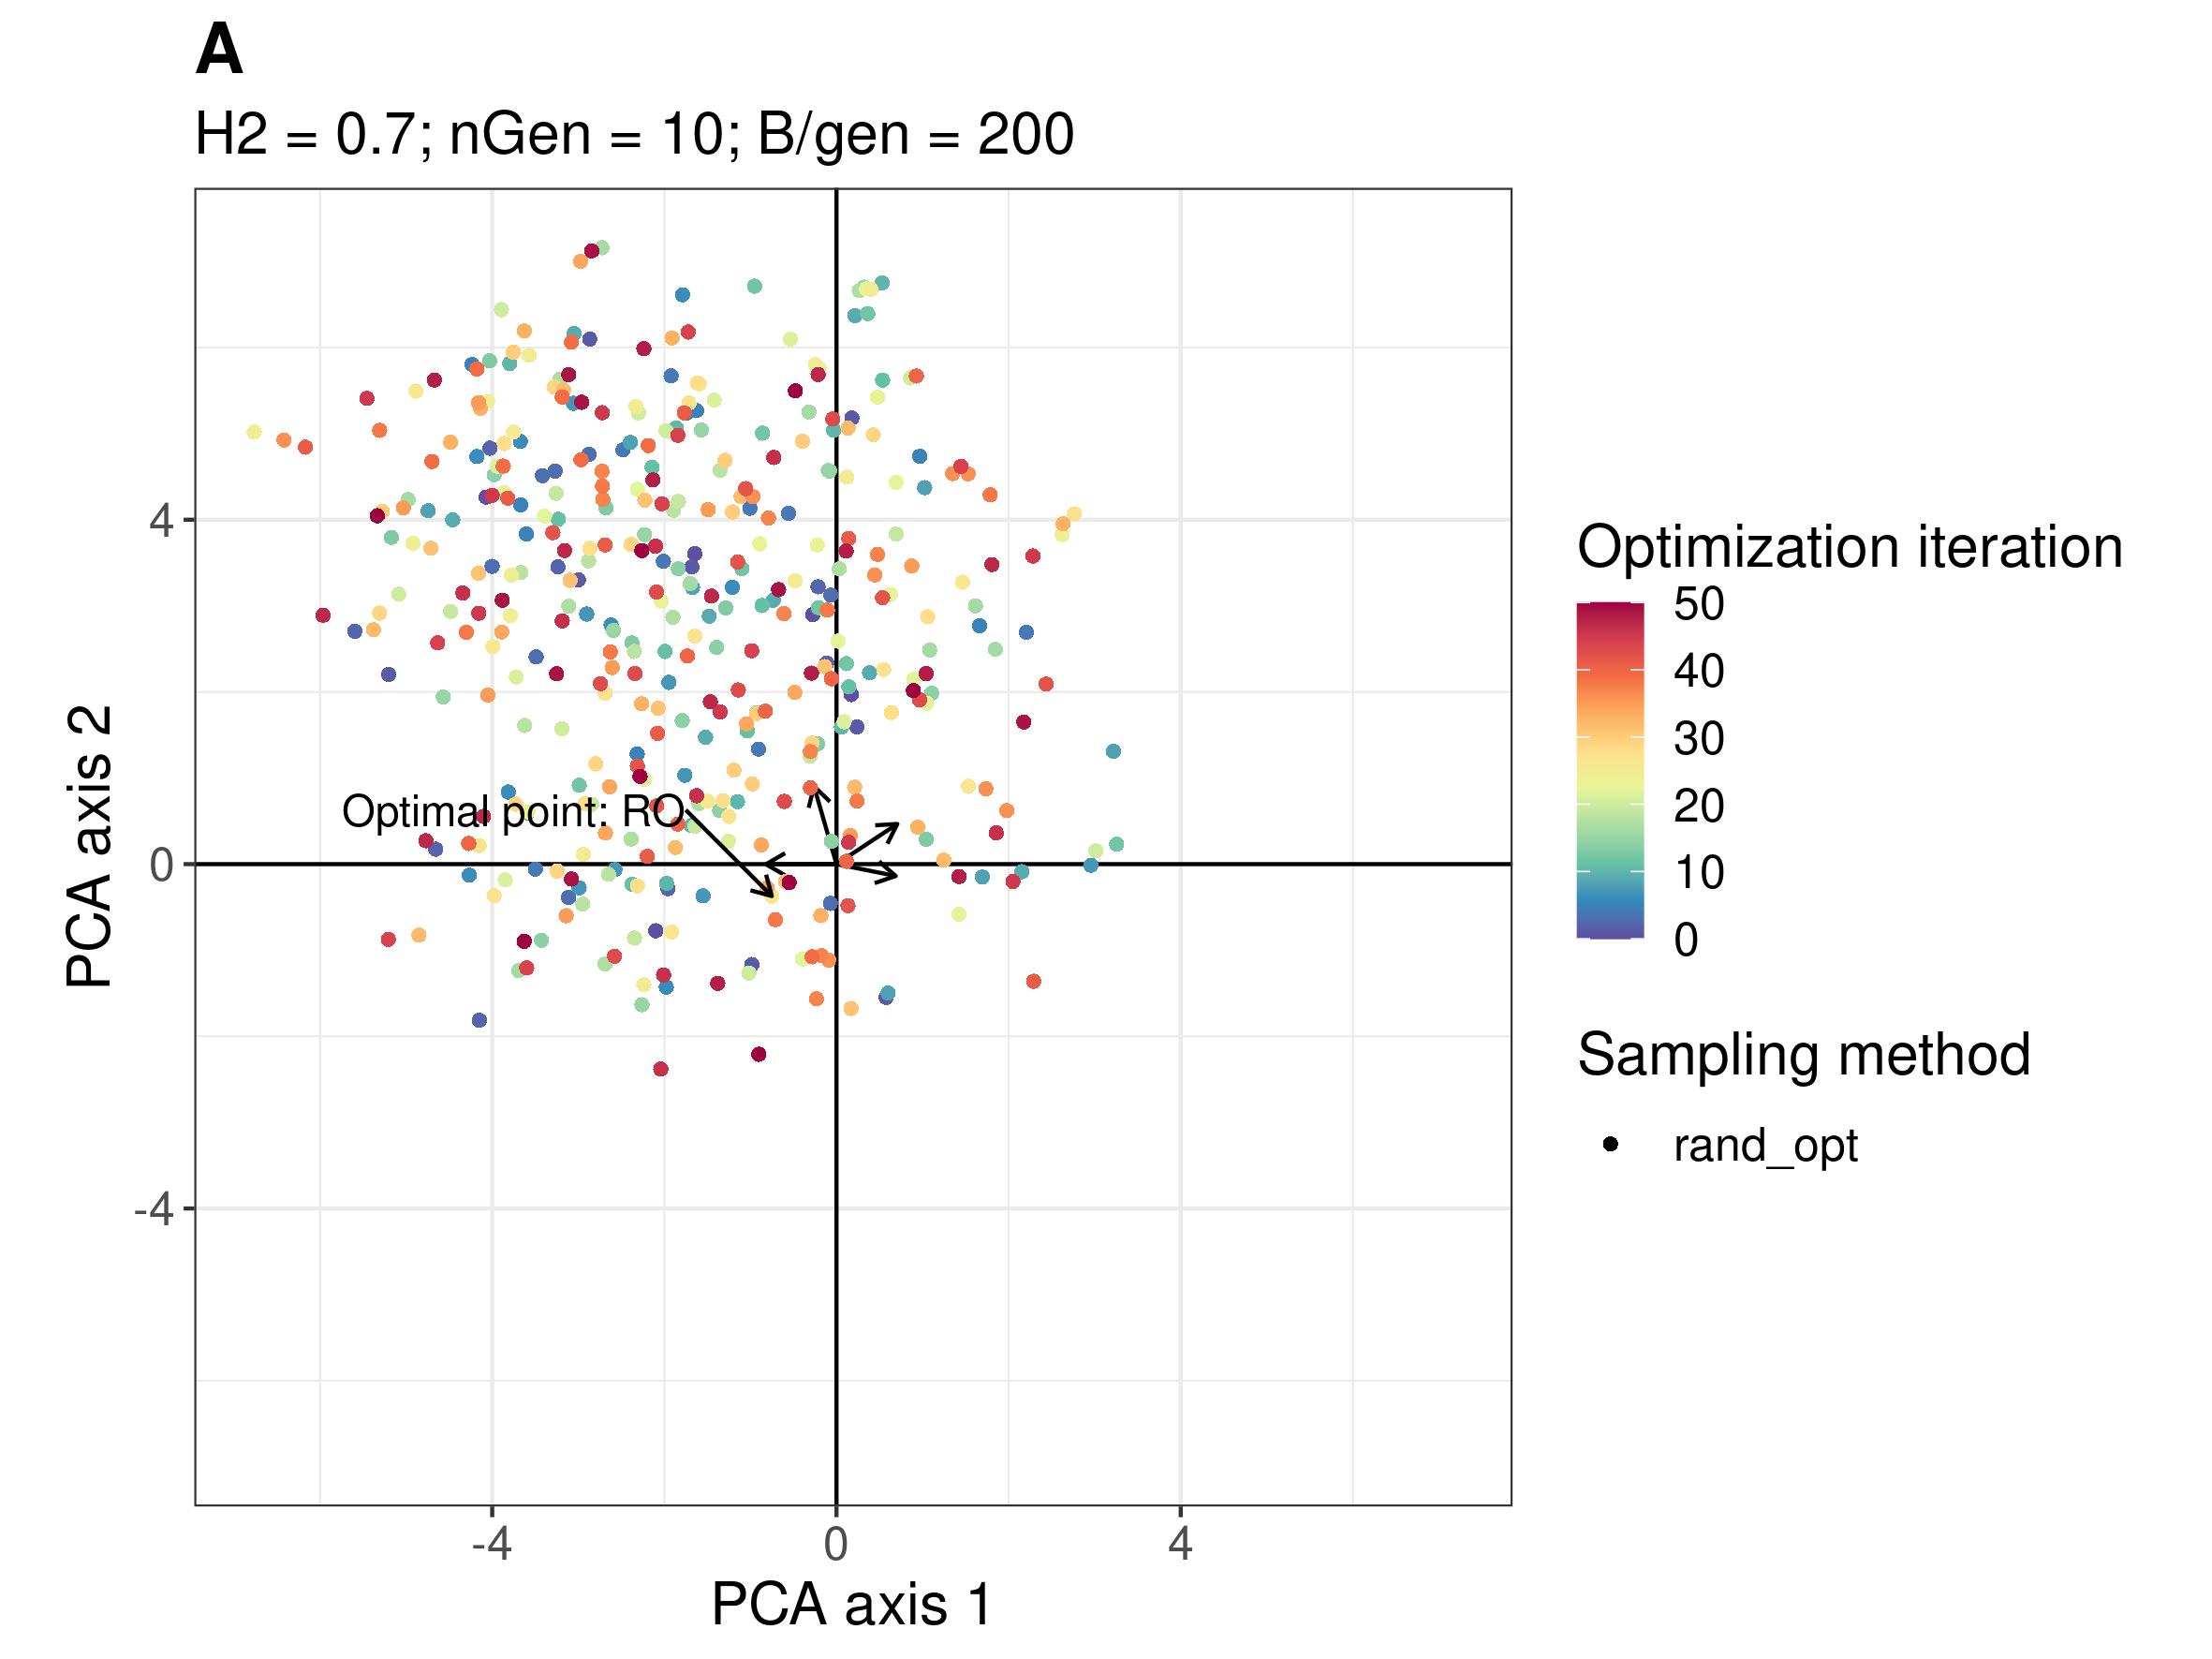 A
H2 = 0.7; nGen = 10; B/gen = 200
PCA axis 2
4
0
-4
Optimal point: RO
-4
0
4
PCA axis 1
Optimization iteration
50
40
30
20
10
0
Sampling method
rand_opt